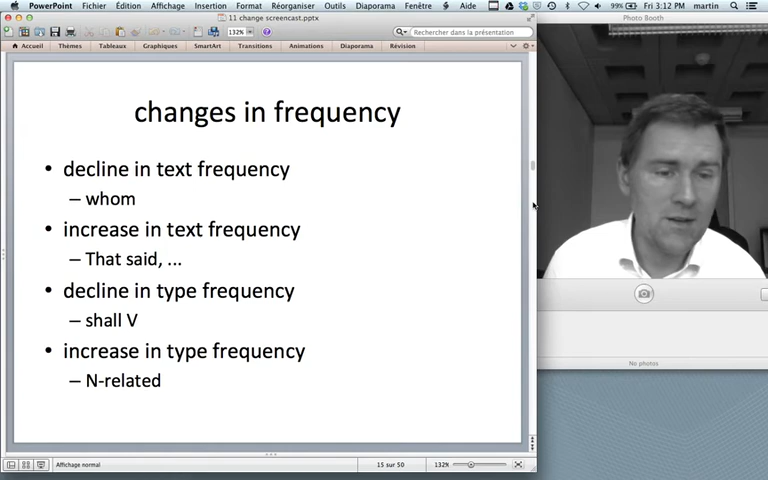 PowerPoint Fichier Édition Affichage Insertion Format Réorganiser Outils Diaporama Fenêtre Aide 99% Fri 3:12 PM martin
11 change screencast.pptx
Photo Booth
132% Rechercher dans la présentation
Accueil Thèmes Tableaux Graphiques SmartArt Transitions Animations Diaporama Révision
changes in frequency
• decline in text frequency
– whom
• increase in text frequency
– That said, ...
• decline in type frequency
– shall V
• increase in type frequency
– N-related
No photos
Affichage normal 15 sur 50 132%